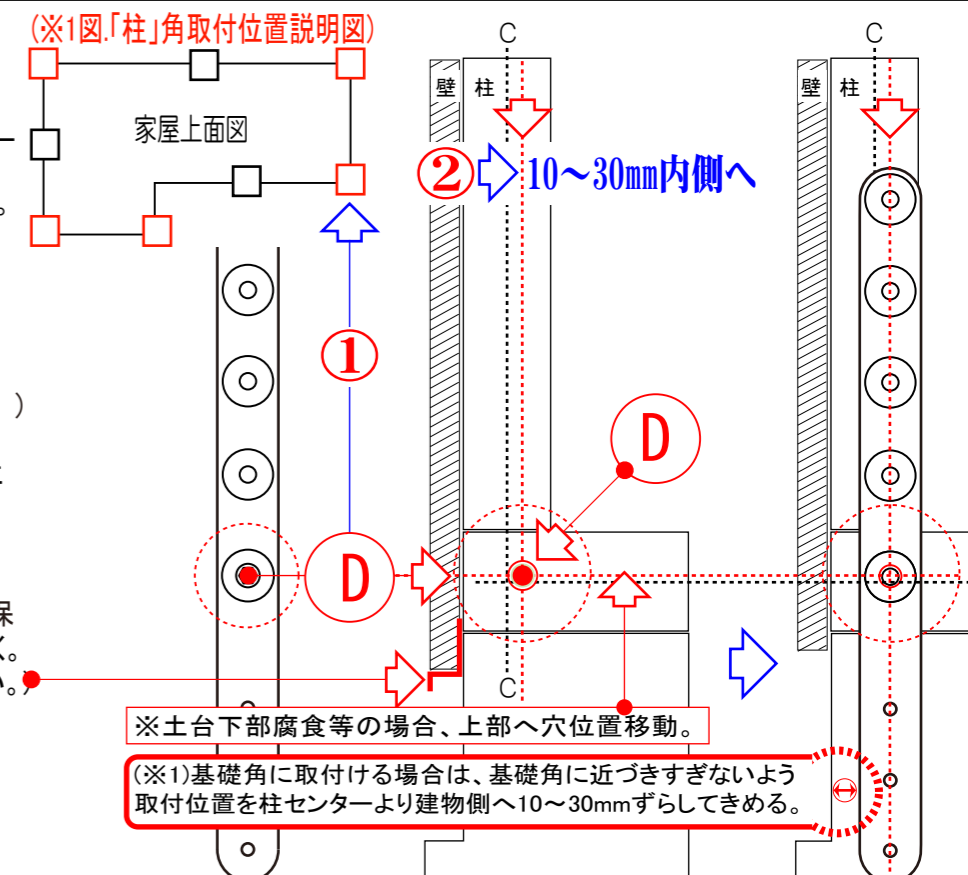 (※1図.「柱」角取付位置説明図)
家屋上面図
。
)
保
。
。)
①
D
C
壁 柱
② 10～30㎜内側へ
D
C
C
壁 柱
※土台下部腐食等の場合、上部へ穴位置移動。
(※1)基礎角に取付ける場合は、基礎角に近づきすぎないよう
取付位置を柱センターより建物側へ10～30mmずらしてきめる。